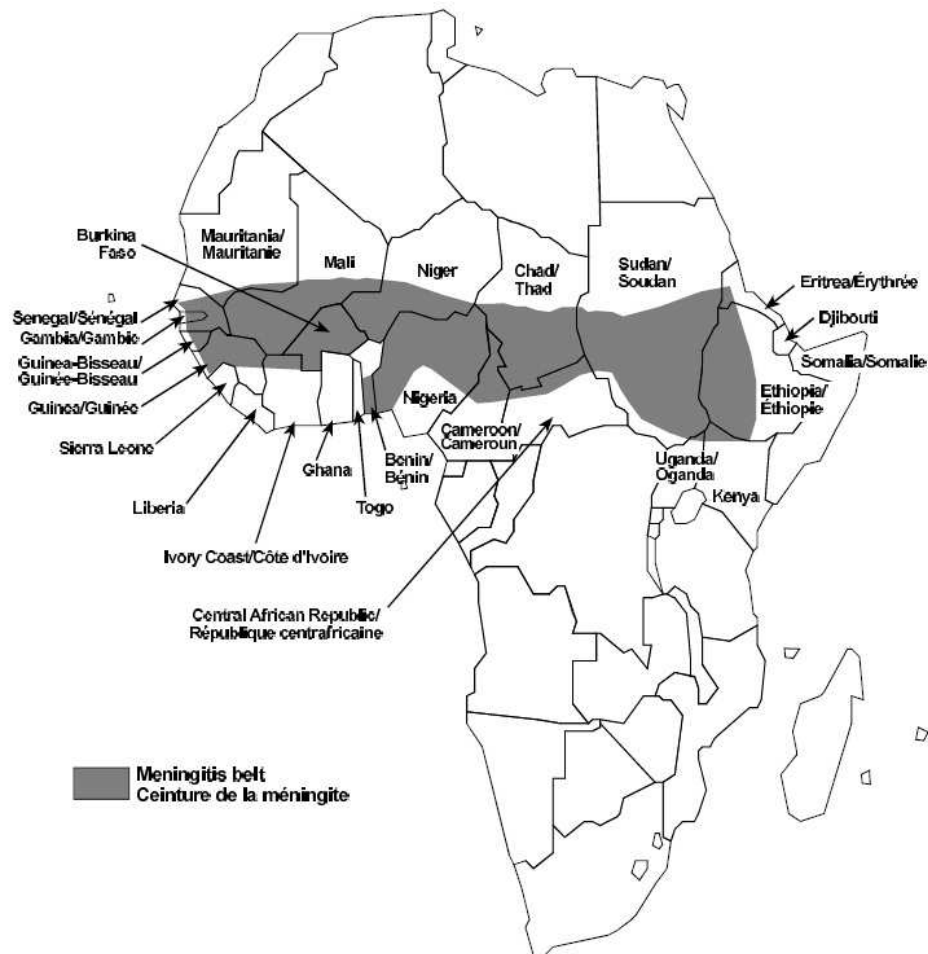 Burkina
Faso
Mauritania/
Mauritanie
Mali
Niger
Chad/
Thad
Sudan/
Soudan
Eritrea/Érythrée
Djibouti
Somalia/Somalie
Ethiopia/
Éthiopie
Senegal/Sénégal
Gambia/Gambie
Guinea-Bisseau/
Guinée-Bisseau
Guinea/Guinée
Sierra Leone
Liberia
Ivory Coast/Côte d'Ivoire
Ghana
Togo
Benin/
Bénin
Nigeria
Cameroon/
Cameroun
Uganda/
Oganda
Kenya
Central African Republic/
République centrafricaine
Meningitis belt
Ceinture de la méningite